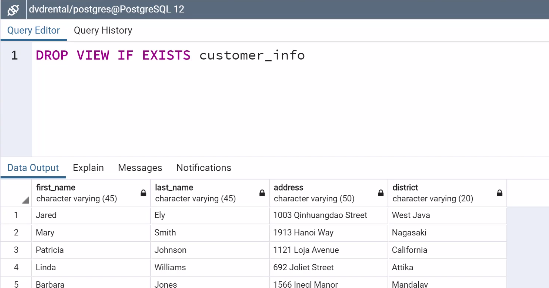 dvdrental/postgres@PostgreSQL 12
Query Editor Query History
1 DROP VIEW IF EXISTS customer_info
Data Output Explain Messages Notifications
first_name last_name address district
character varying (45) character varying (45) character varying (50) character varying (20)
1 Jared Ely 1003 Qinhuangdao Street West Java
2 Mary Smith 1913 Hanoi Way Nagasaki
3 Patricia Johnson 1121 Loja Avenue California
4 Linda Williams 692 Joliet Street Attika
5 Barbara Jones 1566 Inegl Manor Mandalay